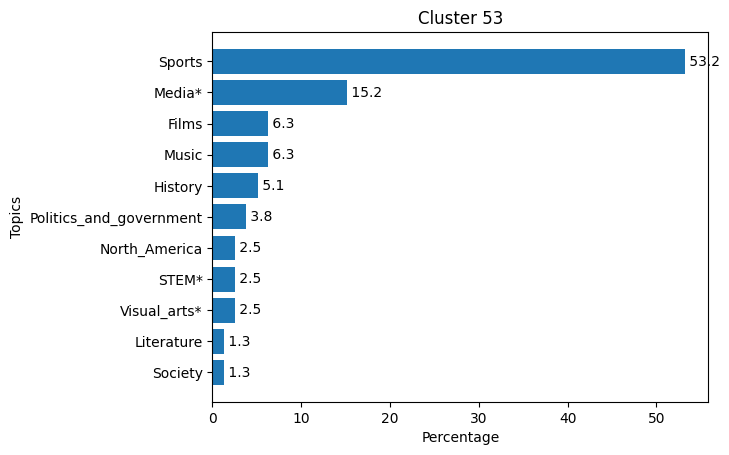 Cluster 53
Topics
Sports 53.2
Media* 15.2
Films 6.3
Music 6.3
History 5.1
Politics_and_government 3.8
North_America 2.5
STEM* 2.5
Visual_arts* 2.5
Literature 1.3
Society 1.3
0 10 20 30 40 50
Percentage